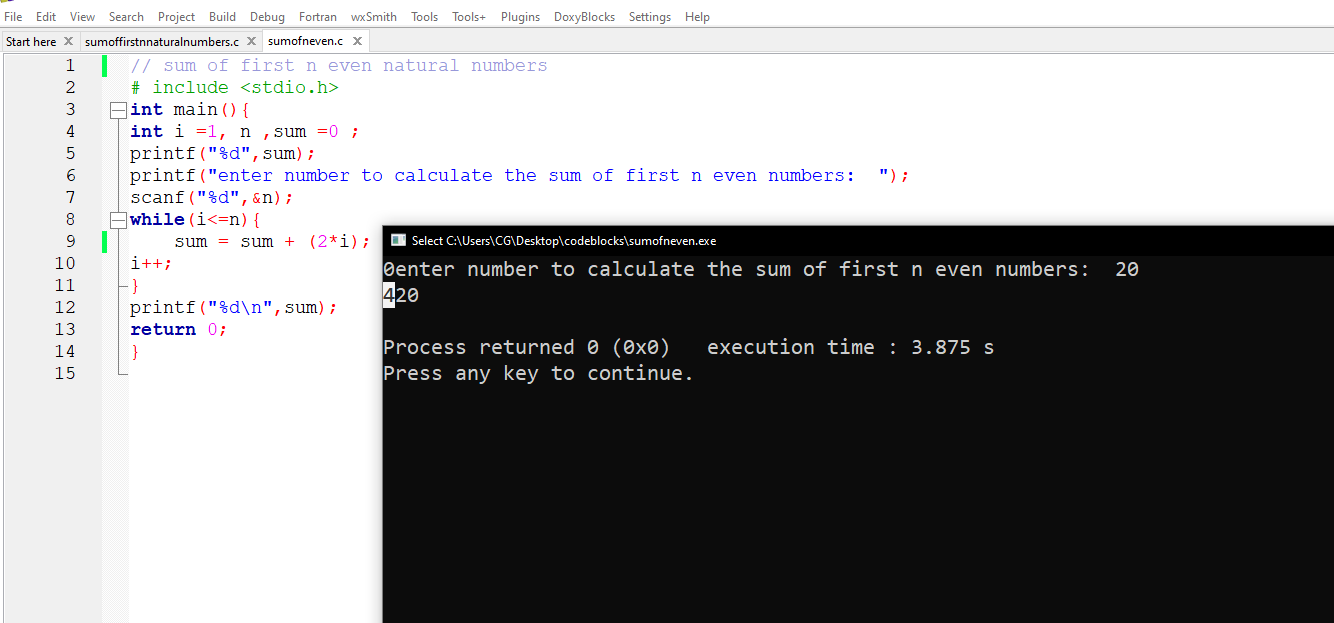 File Edit View Search Project Build Debug Fortran wxSmith Tools Tools+ Plugins DoxyBlocks Settings Help
Start here X sumoffirstnnaturalnumbers.c X sumofneven.c X
1 // sum of first n even natural numbers
2 # include <stdio.h>
3 int main(){
4 int i =1, n ,sum =0 ;
5 printf("%d",sum);
6 printf("enter number to calculate the sum of first n even numbers:  ");
7 scanf("%d",&n);
8 while(i<=n){
9     sum = sum + (2*i);
10 i++;
11 }
12 printf("%d\n",sum);
13 return 0;
14 }
15
Select C:\Users\CG\Desktop\codeblocks\sumofneven.exe
0enter number to calculate the sum of first n even numbers:  20
420
Process returned 0 (0x0)   execution time : 3.875 s
Press any key to continue.